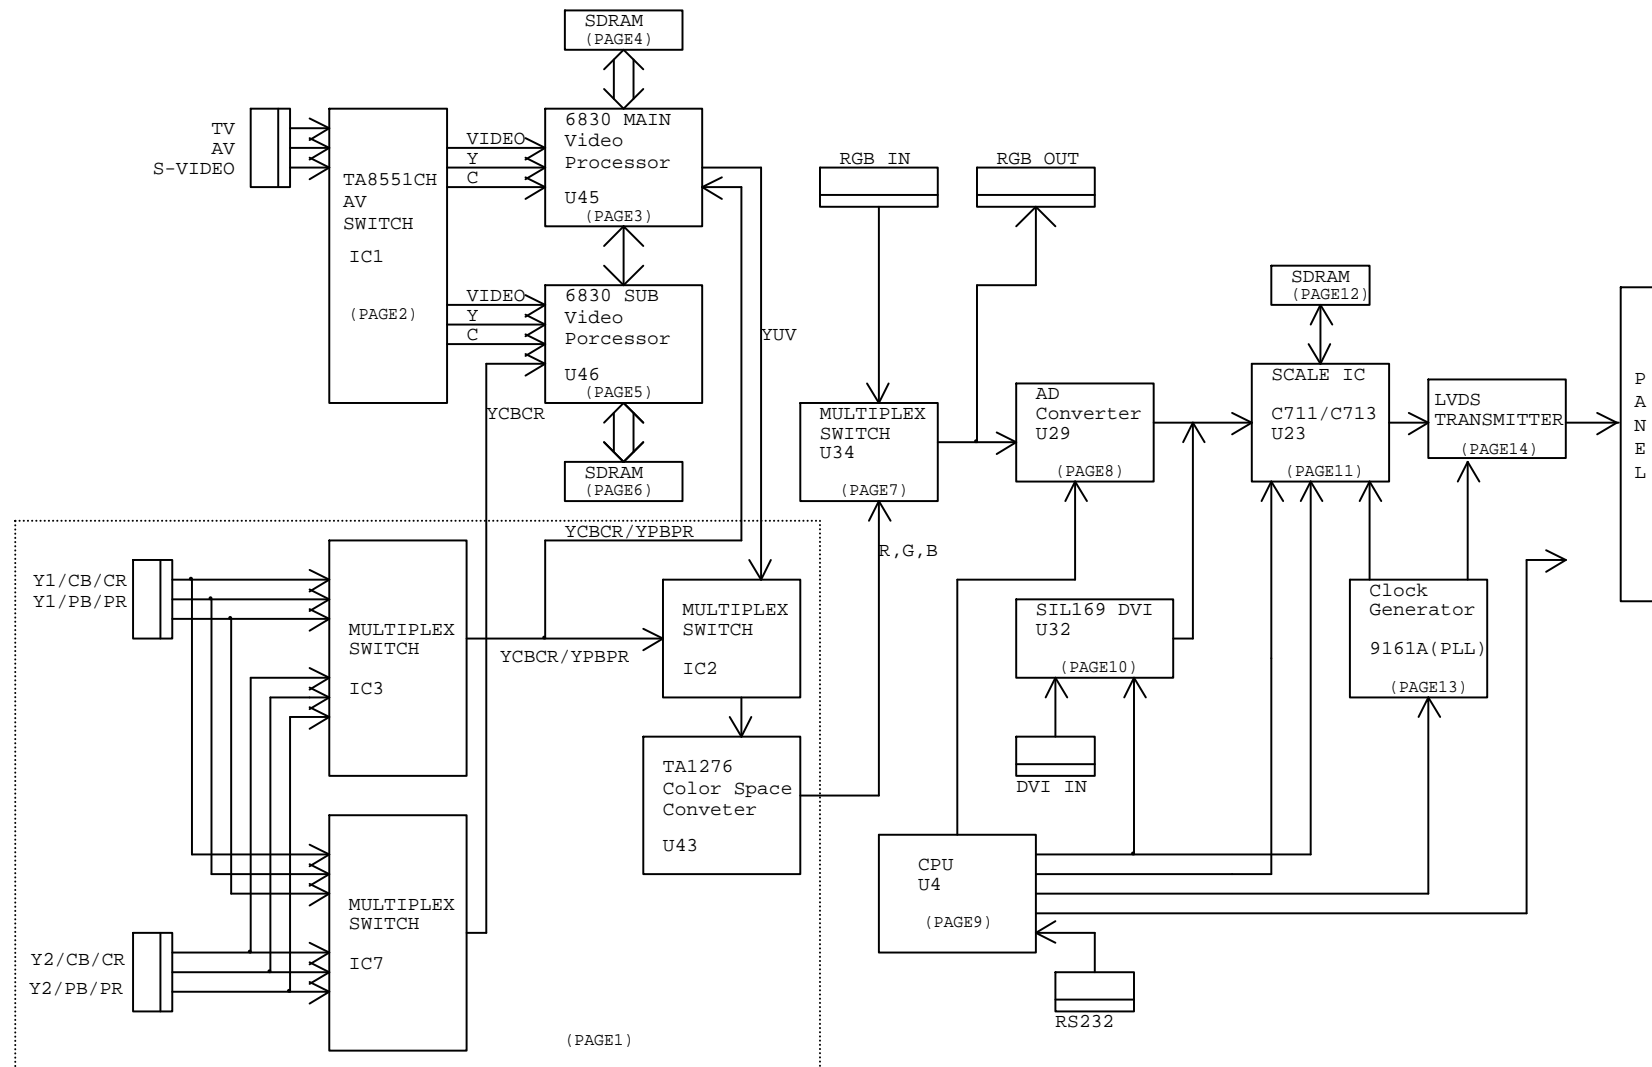 SDRAM
(PAGE4)
TV
AV
S-VIDEO
TA8551CH
AV
SWITCH
IC1
(PAGE2)
VIDEO
Y
C
6830 MAIN
Video
Processor
U45
(PAGE3)
VIDEO
Y
C
6830 SUB
Video
Porcessor
U46
(PAGE5)
SDRAM
(PAGE6)
YCBCR
YUV
RGB IN
RGB OUT
MULTIPLEX
SWITCH
U34
(PAGE7)
AD
Converter
U29
(PAGE8)
SDRAM
(PAGE12)
SCALE IC
C711/C713
U23
(PAGE11)
LVDS
TRANSMITTER
(PAGE14)
P
A
N
E
L
YCBCR/YPBPR
R,G,B
Y1/CB/CR
Y1/PB/PR
MULTIPLEX
SWITCH
IC3
YCBCR/YPBPR
MULTIPLEX
SWITCH
IC2
TA1276
Color Space
Conveter
U43
SIL169 DVI
U32
(PAGE10)
DVI IN
Clock
Generator
9161A(PLL)
(PAGE13)
CPU
U4
(PAGE9)
RS232
MULTIPLEX
SWITCH
IC7
Y2/CB/CR
Y2/PB/PR
(PAGE1)